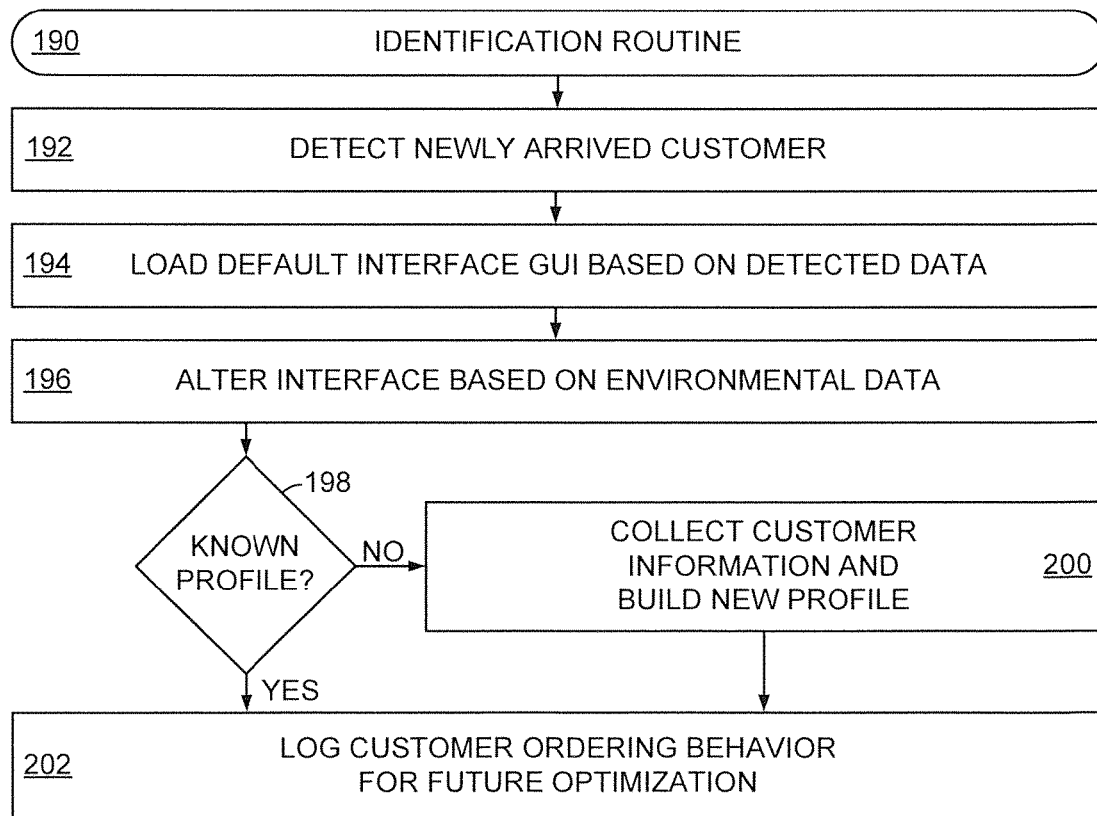 190 IDENTIFICATION ROUTINE
192 DETECT NEWLY ARRIVED CUSTOMER
194 LOAD DEFAULT INTERFACE GUI BASED ON DETECTED DATA
196 ALTER INTERFACE BASED ON ENVIRONMENTAL DATA
198
KNOWN
PROFILE?
NO
COLLECT CUSTOMER
INFORMATION AND
BUILD NEW PROFILE
200
YES
202
LOG CUSTOMER ORDERING BEHAVIOR
FOR FUTURE OPTIMIZATION